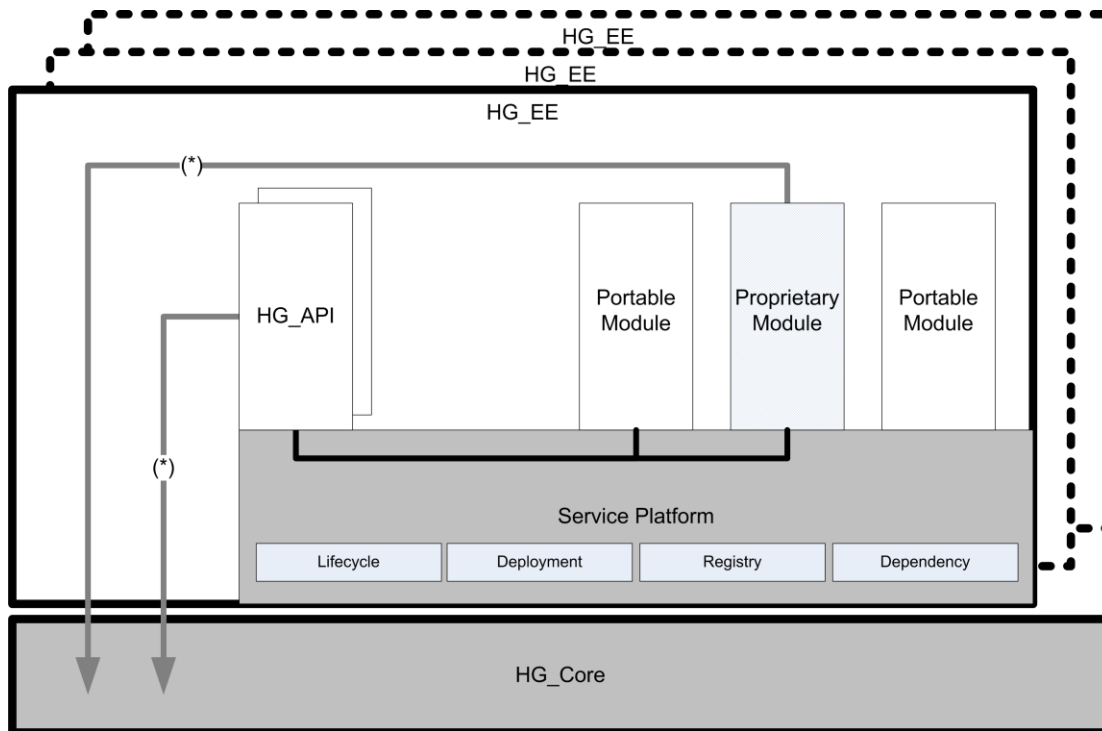 HG_EE
HG_EE
HG_EE
(*)
HG_API
Portable
Module
Proprietary
Module
Portable
Module
(*)
Service Platform
Lifecycle
Deployment
Registry
Dependency
HG_Core